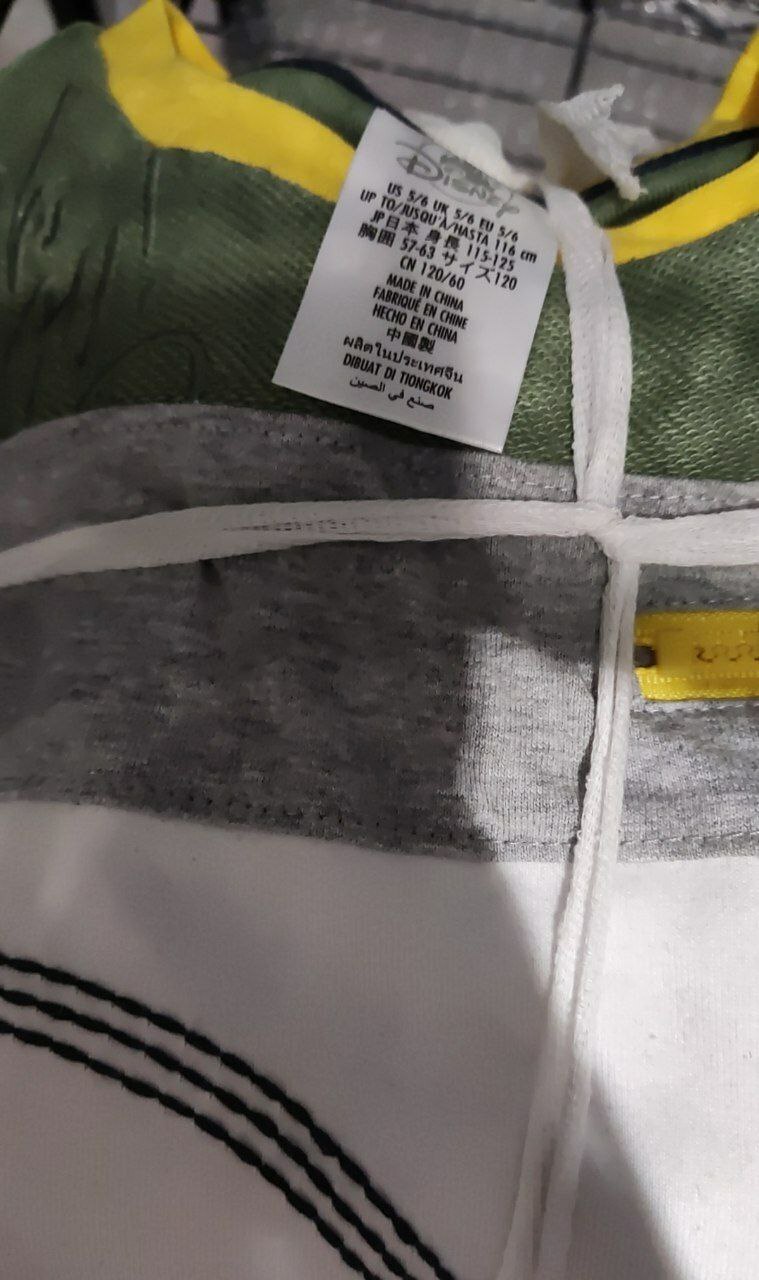 Disney
US 5/6 UK 5/6 EU 5/6
UP TO/JUSQU'À/HASTA 116 cm
JP日本 身長 115-125
胸囲 57-63 サイズ120
CN 120/60
MADE IN CHINA
FABRIQUÉ EN CHINE
HECHO EN CHINA
中國製
ผลิตในประเทศจีน
DIBUAT DI TIONGKOK
صنع في الصين